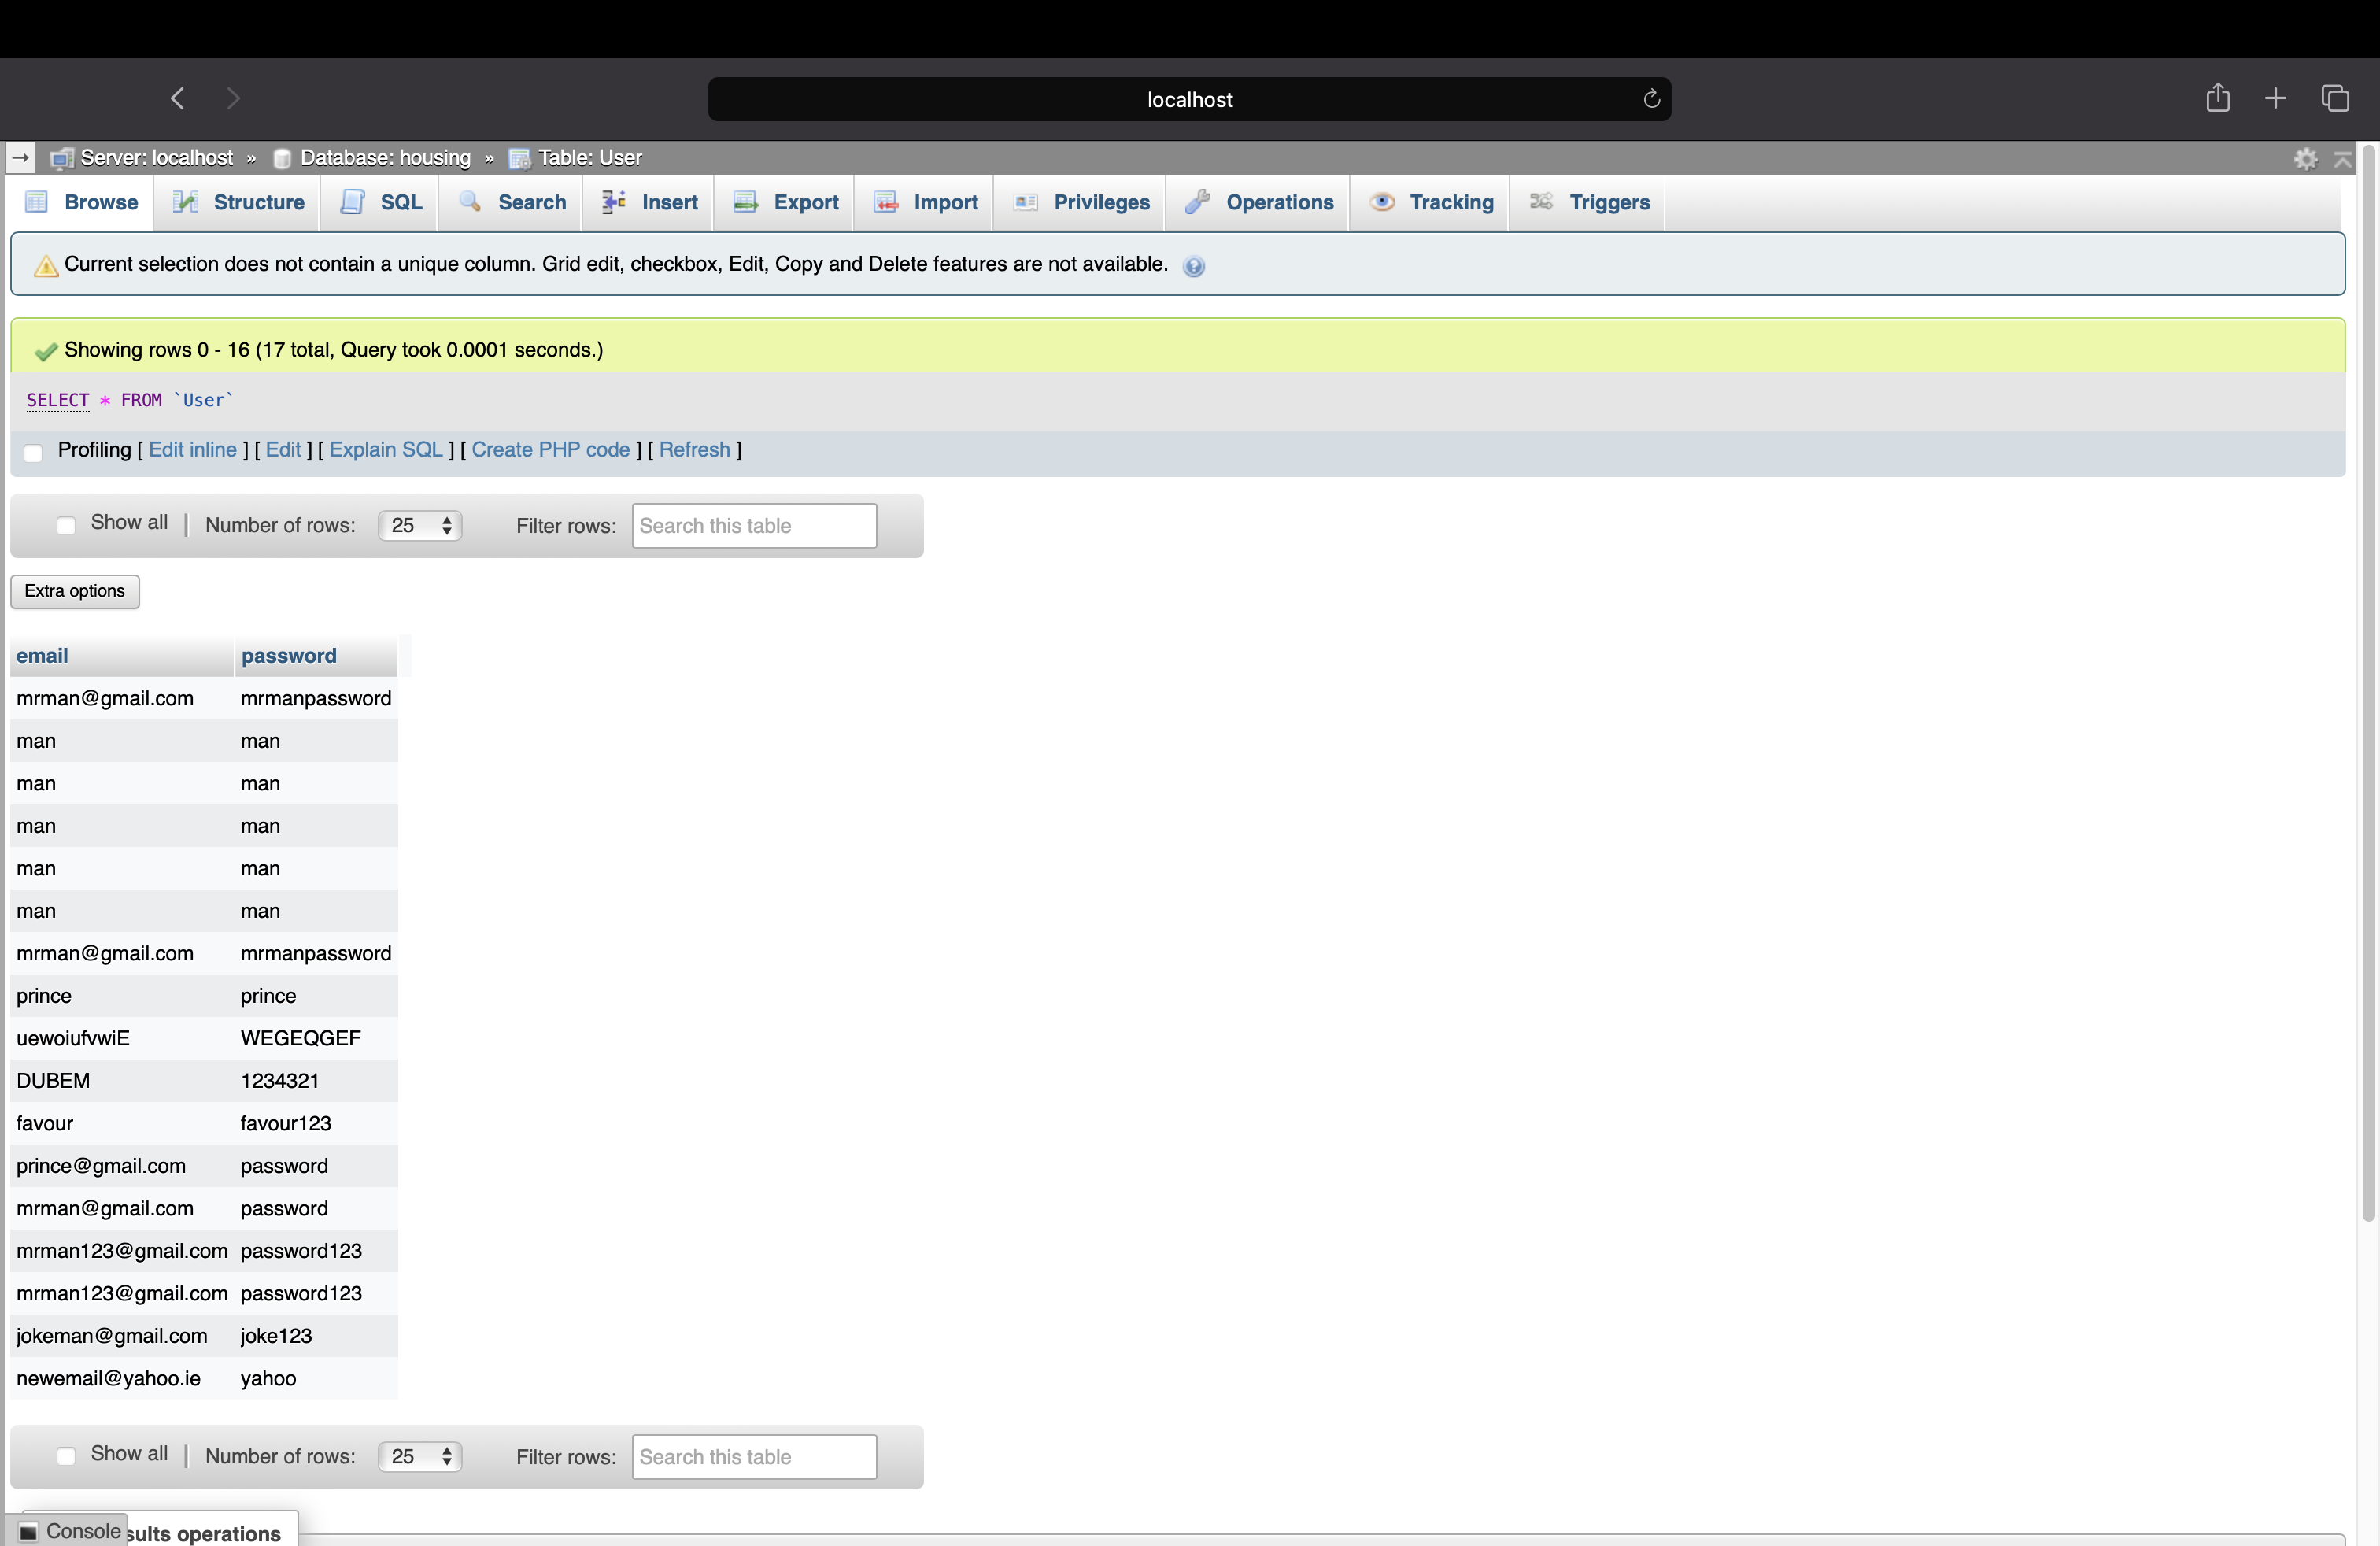 localhost
Server: localhost » Database: housing » Table: User
Browse Structure SQL Search Insert Export Import Privileges Operations Tracking Triggers
Current selection does not contain a unique column. Grid edit, checkbox, Edit, Copy and Delete features are not available.
Showing rows 0 - 16 (17 total, Query took 0.0001 seconds.)
SELECT * FROM `User`
Profiling [ Edit inline ] [ Edit ] [ Explain SQL ] [ Create PHP code ] [ Refresh ]
Show all | Number of rows: 25 Filter rows: Search this table
Extra options
email password
mrman@gmail.com mrmanpassword
man man
man man
man man
man man
man man
mrman@gmail.com mrmanpassword
prince prince
uewoiufvwiE WEGEQGEF
DUBEM 1234321
favour favour123
prince@gmail.com password
mrman@gmail.com password
mrman123@gmail.com password123
mrman123@gmail.com password123
jokeman@gmail.com joke123
newemail@yahoo.ie yahoo
Show all | Number of rows: 25 Filter rows: Search this table
Console sults operations